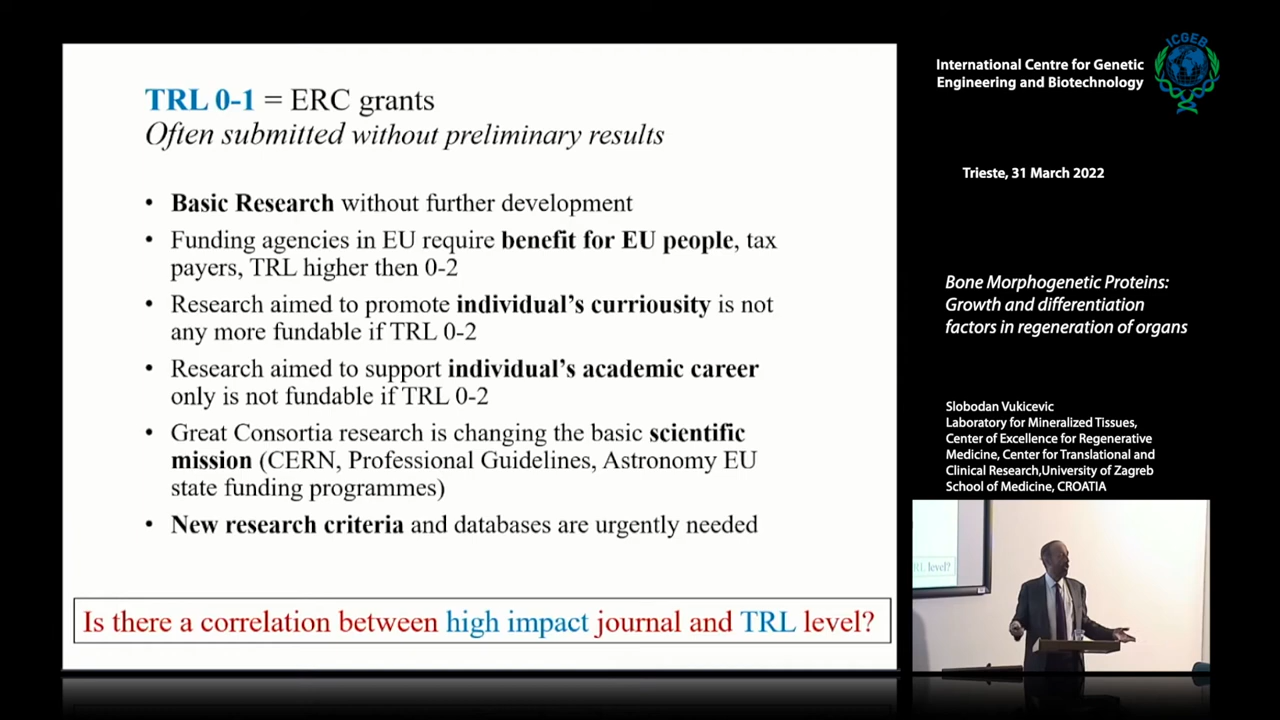 TRL 0-1 = ERC grants
Often submitted without preliminary results
• Basic Research without further development
• Funding agencies in EU require benefit for EU people, tax
payers, TRL higher then 0-2
• Research aimed to promote individual's curriousity is not
any more fundable if TRL 0-2
• Research aimed to support individual's academic career
only is not fundable if TRL 0-2
• Great Consortia research is changing the basic scientific
mission (CERN, Professional Guidelines, Astronomy EU
state funding programmes)
• New research criteria and databases are urgently needed
Is there a correlation between high impact journal and TRL level?
International Centre for Genetic
Engineering and Biotechnology
ICGEB
Trieste, 31 March 2022
Bone Morphogenetic Proteins:
Growth and differentiation
factors in regeneration of organs
Slobodan Vukicevic
Laboratory for Mineralized Tissues,
Center of Excellence for Regenerative
Medicine, Center for Translational and
Clinical Research,University of Zagreb
School of Medicine, CROATIA
level?